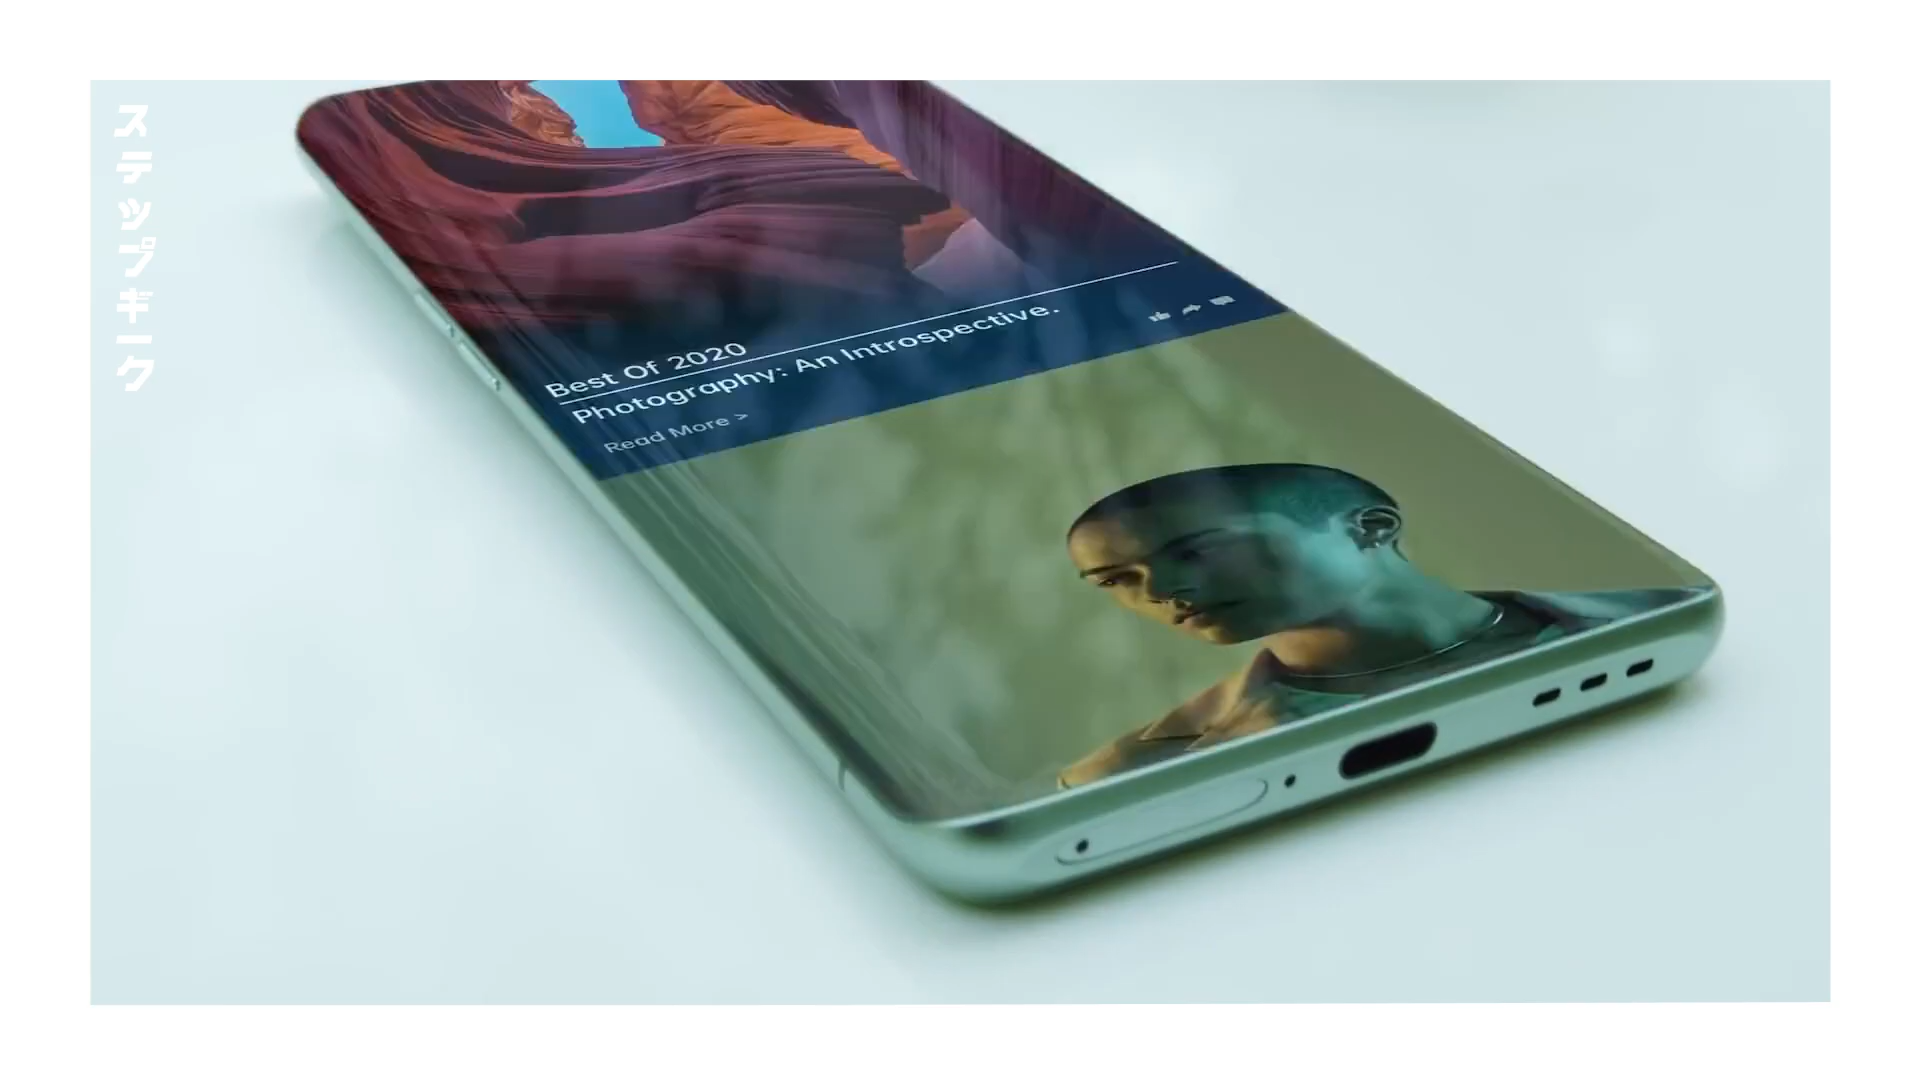 ステップギーク
Best Of 2020
Photography: An Introspective.
Read More >